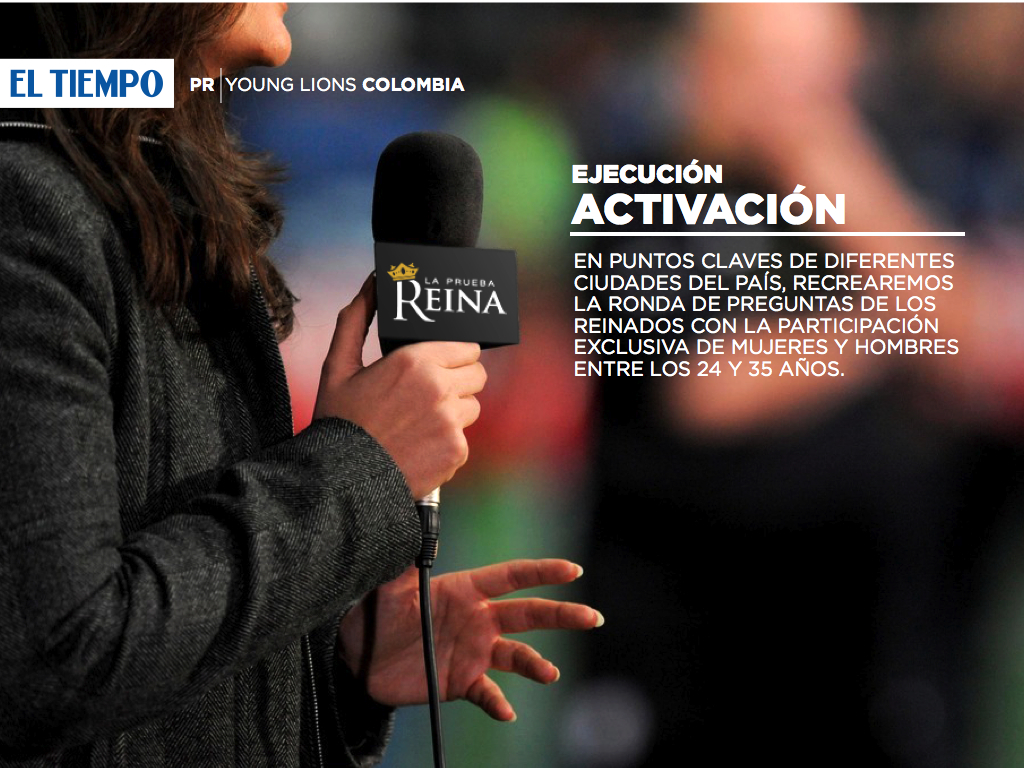 EL TIEMPO
PR | YOUNG LIONS COLOMBIA
LA PRUEBA
REINA
EJECUCIÓN
ACTIVACIÓN
EN PUNTOS CLAVES DE DIFERENTES
CIUDADES DEL PAÍS, RECREAREMOS
LA RONDA DE PREGUNTAS DE LOS
REINADOS CON LA PARTICIPACIÓN
EXCLUSIVA DE MUJERES Y HOMBRES
ENTRE LOS 24 Y 35 AÑOS.